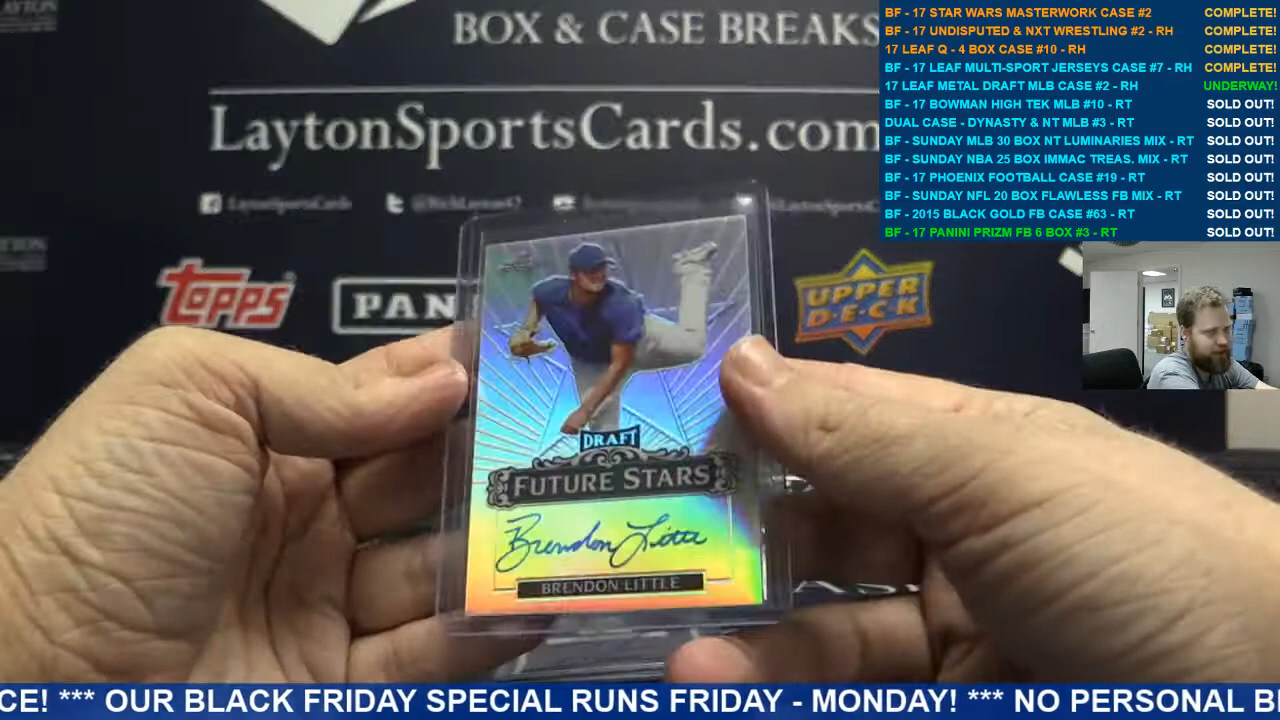 BOX & CASE BREAKS
LaytonSportsCards.com
LaytonSportsCards
topps
PAN
UPPER
D·E·C·K
DRAFT
FUTURE STARS
Brendon Little
BRENDON LITTLE
BF - 17 STAR WARS MASTERWORK CASE #2 COMPLETE!
BF - 17 UNDISPUTED & NXT WRESTLING #2 - RH COMPLETE!
17 LEAF Q - 4 BOX CASE #10 - RH COMPLETE!
BF - 17 LEAF MULTI-SPORT JERSEYS CASE #7 - RH COMPLETE!
17 LEAF METAL DRAFT MLB CASE #2 - RH UNDERWAY!
BF - 17 BOWMAN HIGH TEK MLB #10 - RT SOLD OUT!
DUAL CASE - DYNASTY & NT MLB #3 - RT SOLD OUT!
BF - SUNDAY MLB 30 BOX NT LUMINARIES MIX - RT SOLD OUT!
BF - SUNDAY NBA 25 BOX IMMAC TREAS. MIX - RT SOLD OUT!
BF - 17 PHOENIX FOOTBALL CASE #19 - RT SOLD OUT!
BF - SUNDAY NFL 20 BOX FLAWLESS FB MIX - RT SOLD OUT!
BF - 2015 BLACK GOLD FB CASE #63 - RT SOLD OUT!
BF - 17 PANINI PRIZM FB 6 BOX #3 - RT SOLD OUT!
CE! *** OUR BLACK FRIDAY SPECIAL RUNS FRIDAY - MONDAY! *** NO PERSONAL B